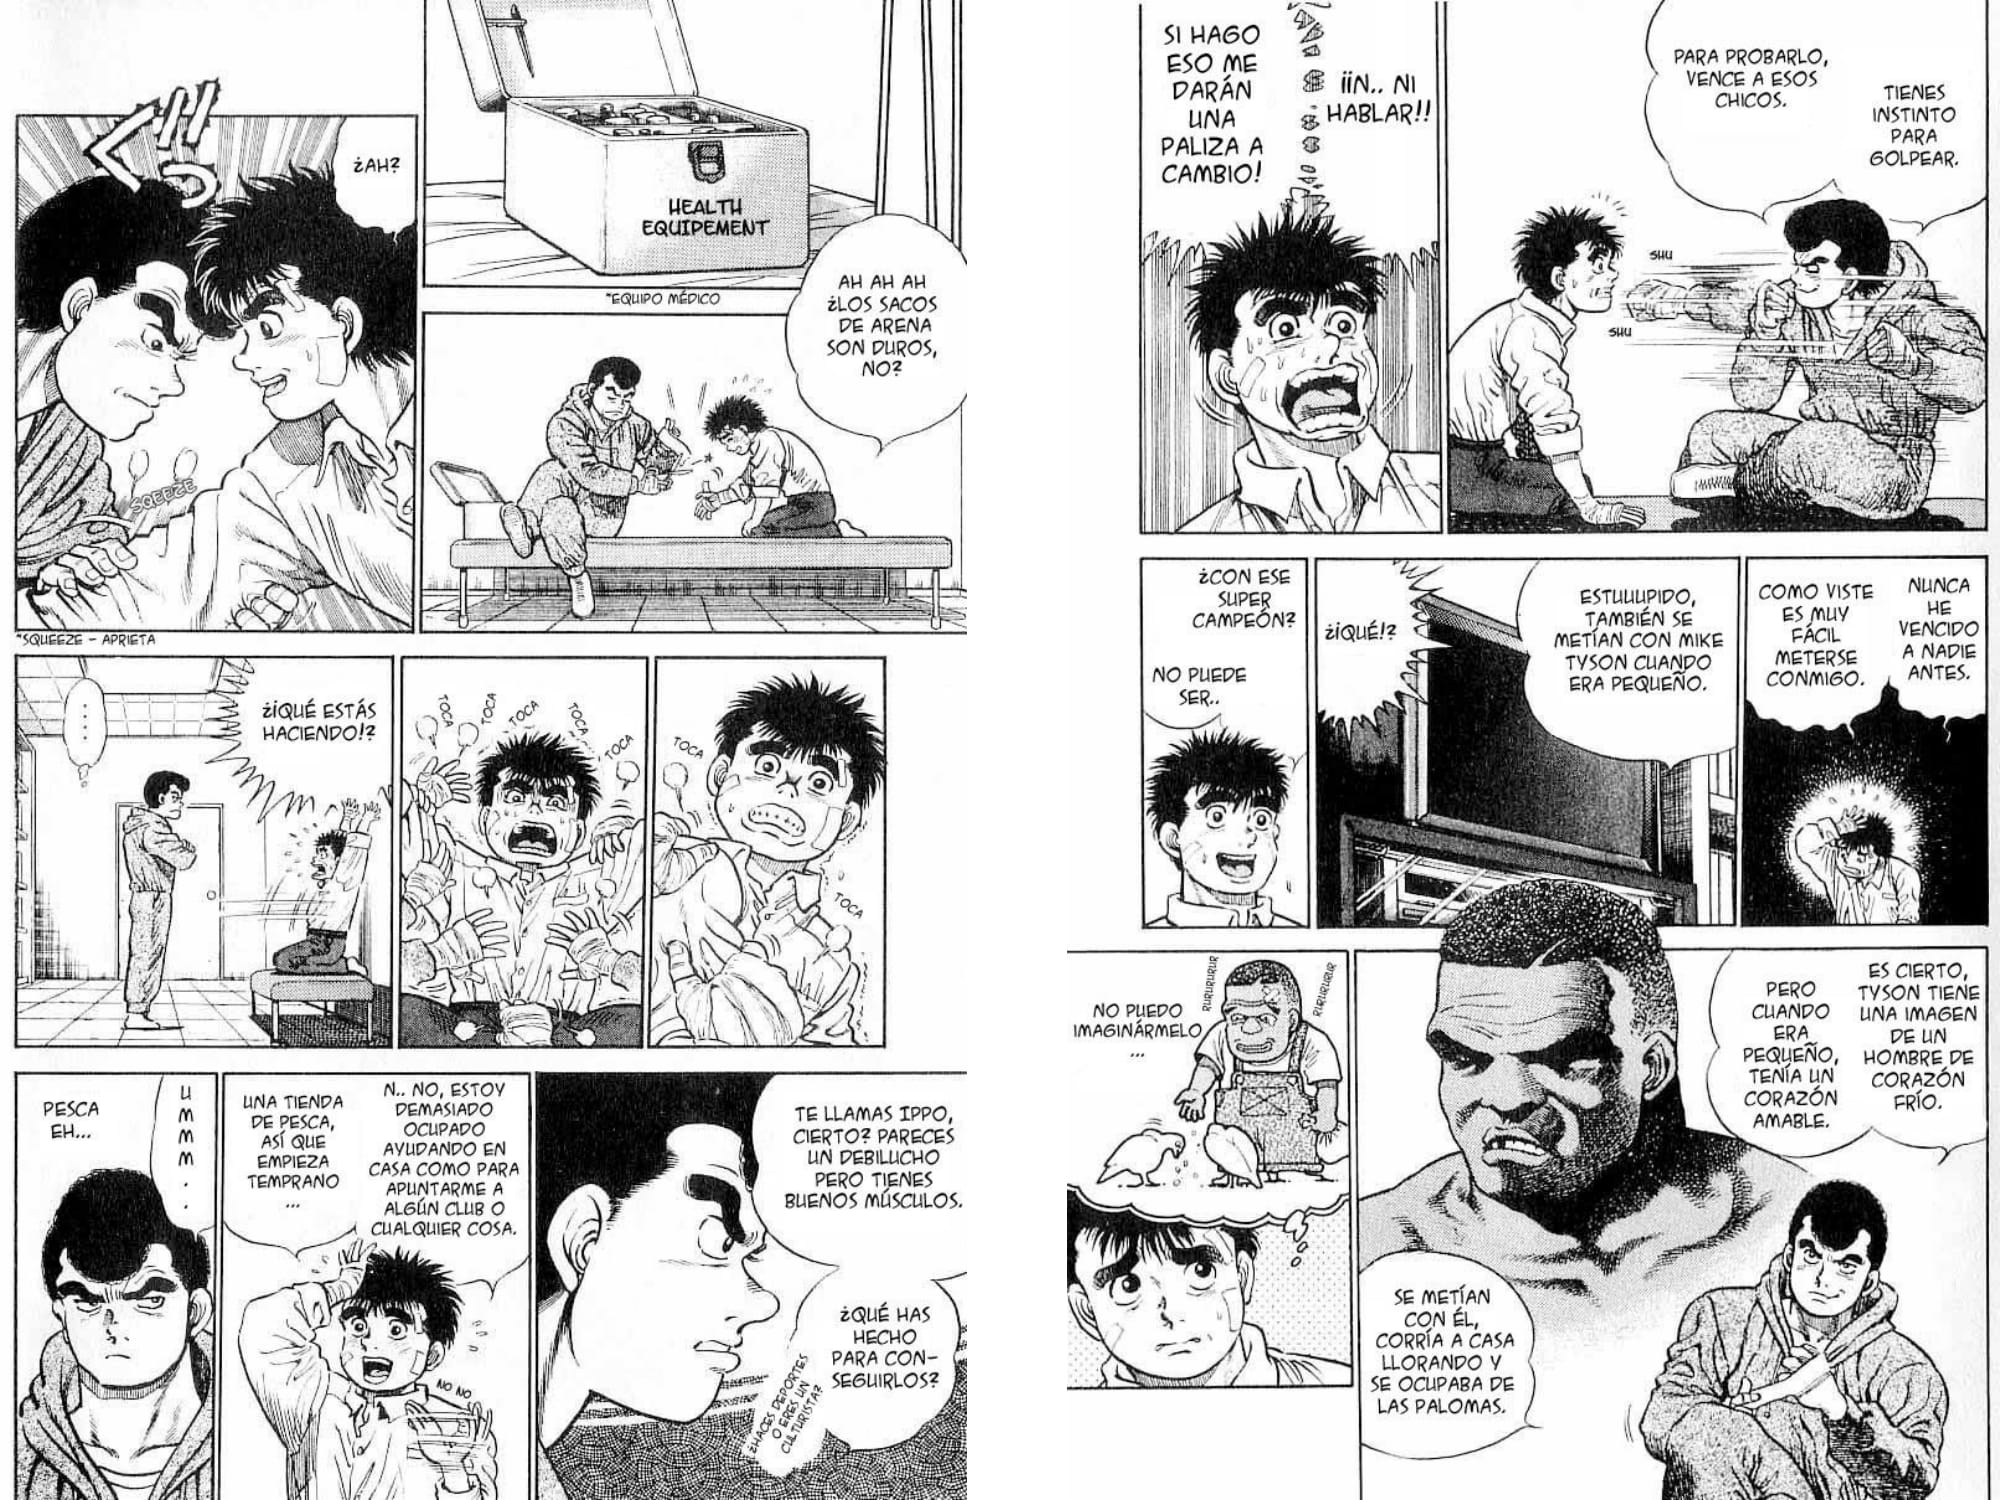 HEALTH
EQUIPEMENT
*EQUIPO MÉDICO
AH AH AH
¿LOS SACOS
DE ARENA
SON DUROS,
NO?
¿AH?
ぐっ
SQEEZE
*SQUEEZE - APRIETA
TOCA
TOCA
TOCA
TOCA
TOCA
TOCA
TOCA
¿¡QUÉ ESTÁS
HACIENDO!?
....
TE LLAMAS IPPO,
CIERTO? PARECES
UN DEBILUCHO
PERO TIENES
BUENOS MÚSCULOS.
¿QUÉ HAS
HECHO
PARA CON-
SEGUIRLOS?
¿HACES DEPORTES
O ERES UN
CULTURISTA?
N.. NO, ESTOY
DEMASIADO
OCUPADO
AYUDANDO EN
CASA COMO PARA
APUNTARME A
ALGÚN CLUB O
CUALQUIER COSA.
UNA TIENDA
DE PESCA,
ASÍ QUE
EMPIEZA
TEMPRANO
...
NO NO
UMMM..
PESCA
EH...
TIENES
INSTINTO
PARA
GOLPEAR.
PARA PROBARLO,
VENCE A ESOS
CHICOS.
SHU
SHU
¡¡N.. NI
HABLAR!!
SI HAGO
ESO ME
DARÁN
UNA
PALIZA A
CAMBIO!
NUNCA
HE
VENCIDO
A NADIE
ANTES.
COMO VISTE
ES MUY
FÁCIL
METERSE
CONMIGO.
ESTUUUPIDO,
TAMBIÉN SE
METÍAN CON MIKE
TYSON CUANDO
ERA PEQUEÑO.
¿¡QUÉ!?
¿CON ESE
SUPER
CAMPEÓN?
NO PUEDE
SER..
ES CIERTO,
TYSON TIENE
UNA IMAGEN
DE UN
HOMBRE DE
CORAZÓN
FRÍO.
PERO
CUANDO
ERA
PEQUEÑO,
TENÍA UN
CORAZÓN
AMABLE.
SE METÍAN
CON ÉL,
CORRÍA A CASA
LLORANDO Y
SE OCUPABA DE
LAS PALOMAS.
RURURURUR
RURURURUR
NO PUEDO
IMAGINÁRMELO
...